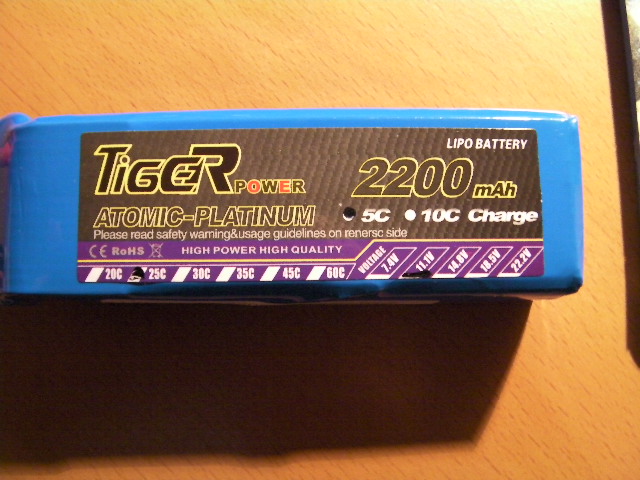 LIPO BATTERY
TIGER POWER 2200 mAh
ATOMIC-PLATINUM 5C 10C Charge
Please read safety warning&usage guidelines on renersc side
CE RoHS HIGH POWER HIGH QUALITY
20C 25C 30C 35C 45C 60C VOLTAGE 7.4V 11.1V 14.8V 18.5V 22.2V